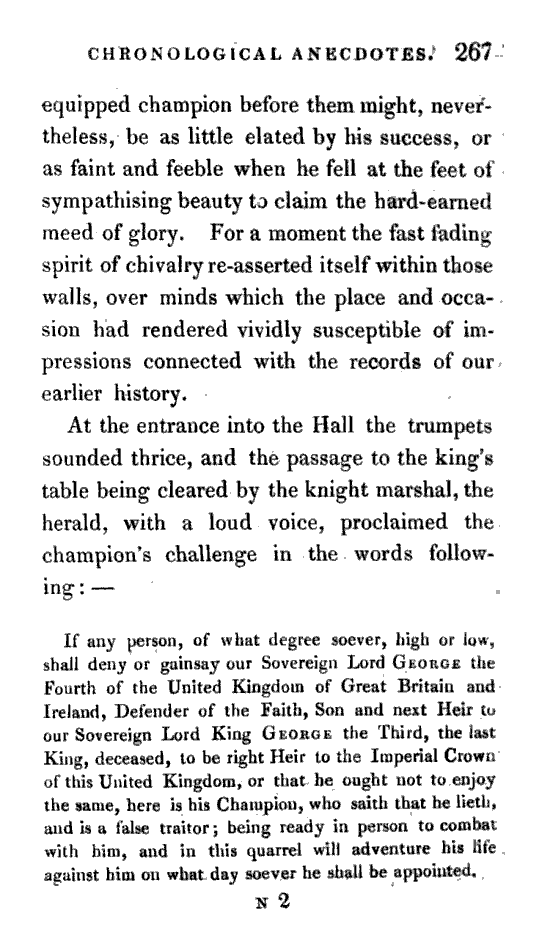 CHRONOLOGICAL ANECDOTES. 267
equipped champion before them might, never-
theless, be as little elated by his success, or
as faint and feeble when he fell at the feet of
sympathising beauty to claim the hard-earned
meed of glory. For a moment the fast fading
spirit of chivalry re-asserted itself within those
walls, over minds which the place and occa-
sion had rendered vividly susceptible of im-
pressions connected with the records of our
earlier history.
At the entrance into the Hall the trumpets
sounded thrice, and the passage to the king's
table being cleared by the knight marshal, the
herald, with a loud voice, proclaimed the
champion's challenge in the words follow-
ing: —
If any person, of what degree soever, high or low,
shall deny or gainsay our Sovereign Lord GEORGE the
Fourth of the United Kingdom of Great Britain and
Ireland, Defender of the Faith, Son and next Heir to
our Sovereign Lord King GEORGE the Third, the last
King, deceased, to be right Heir to the Imperial Crown
of this United Kingdom, or that he ought not to enjoy
the same, here is his Champion, who saith that he lieth,
and is a false traitor; being ready in person to combat
with him, and in this quarrel will adventure his life
against him on what day soever he shall be appointed.
N 2